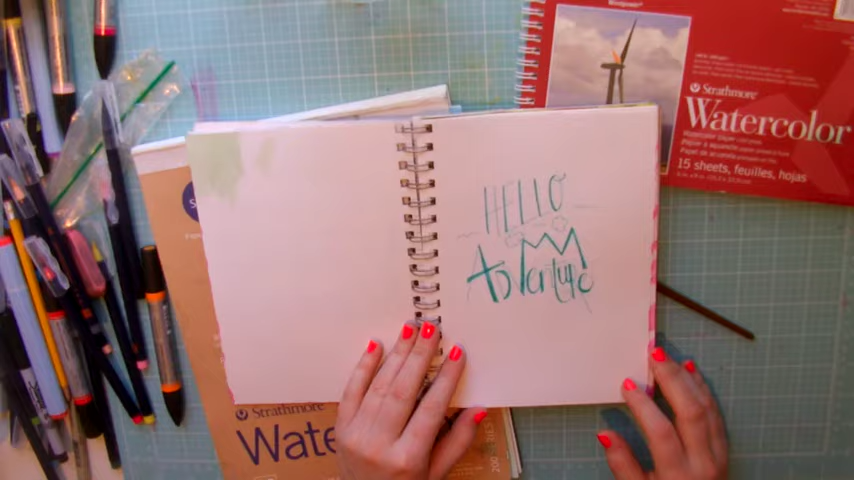 HELLO
Adventure
Strathmore
Watercolor
15 sheets, feuilles, hojas
Strathmore
Wate